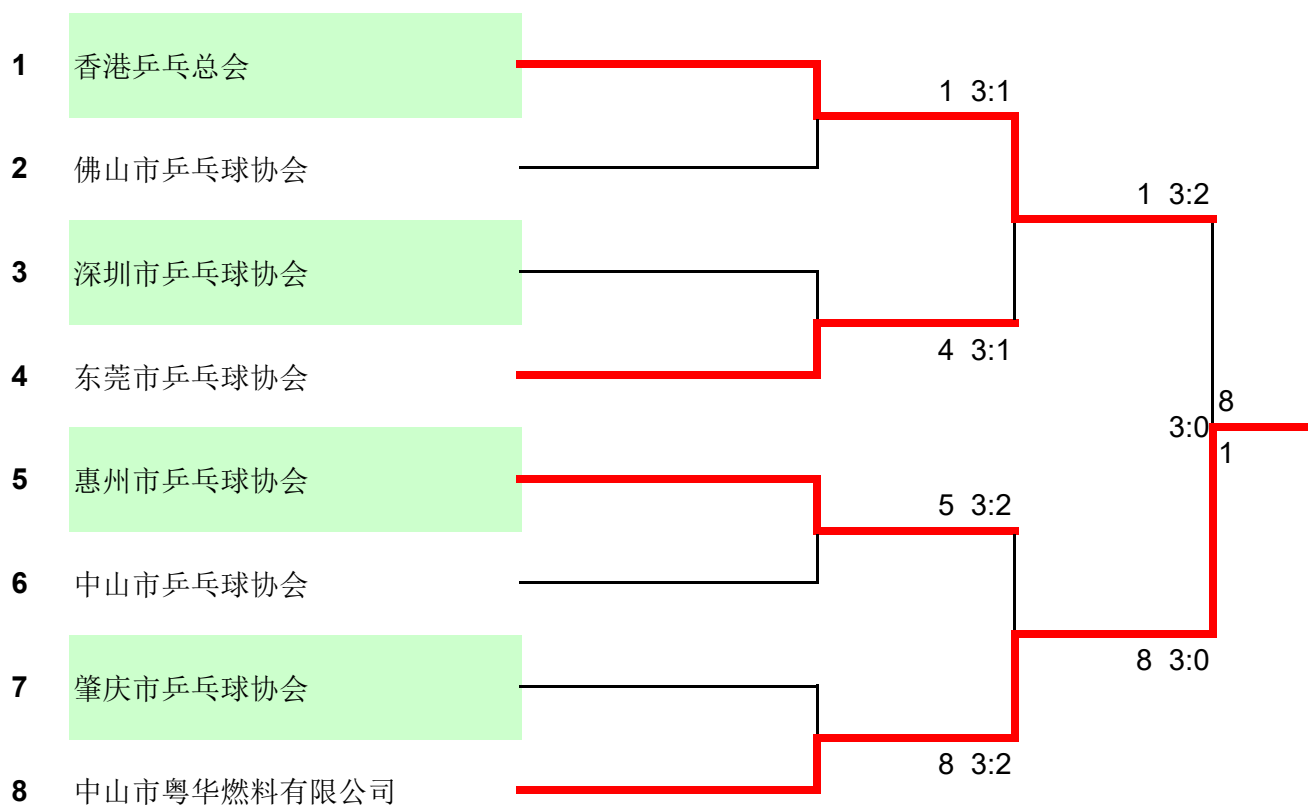 1 香港乒乓总会
1 3:1
2 佛山市乒乓球协会
1 3:2
3 深圳市乒乓球协会
4 3:1
4 东莞市乒乓球协会
8
3:0
1
5 惠州市乒乓球协会
5 3:2
6 中山市乒乓球协会
8 3:0
7 肇庆市乒乓球协会
8 3:2
8 中山市粤华燃料有限公司